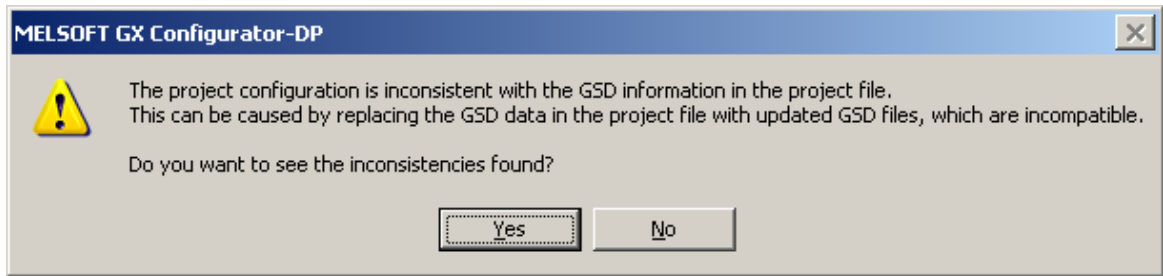 MELSOFT GX Configurator-DP
The project configuration is inconsistent with the GSD information in the project file.
This can be caused by replacing the GSD data in the project file with updated GSD files, which are incompatible.
Do you want to see the inconsistencies found?
Yes
No